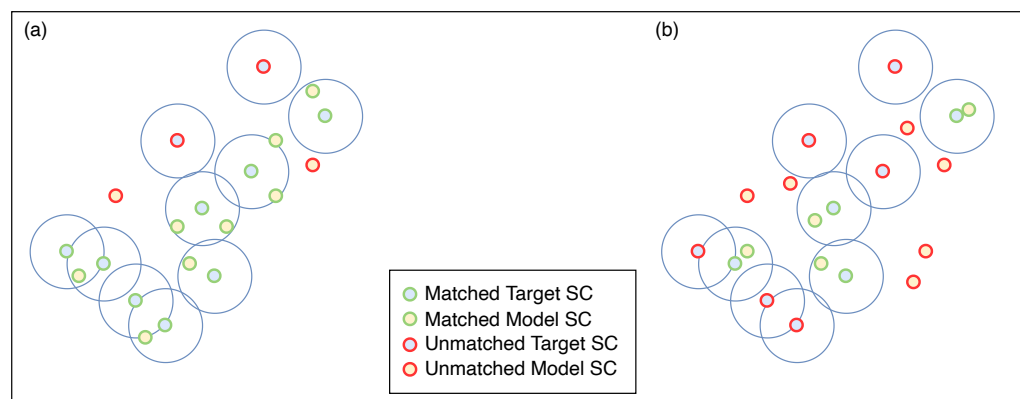 (a)
(b)
Matched Target SC
Matched Model SC
Unmatched Target SC
Unmatched Model SC